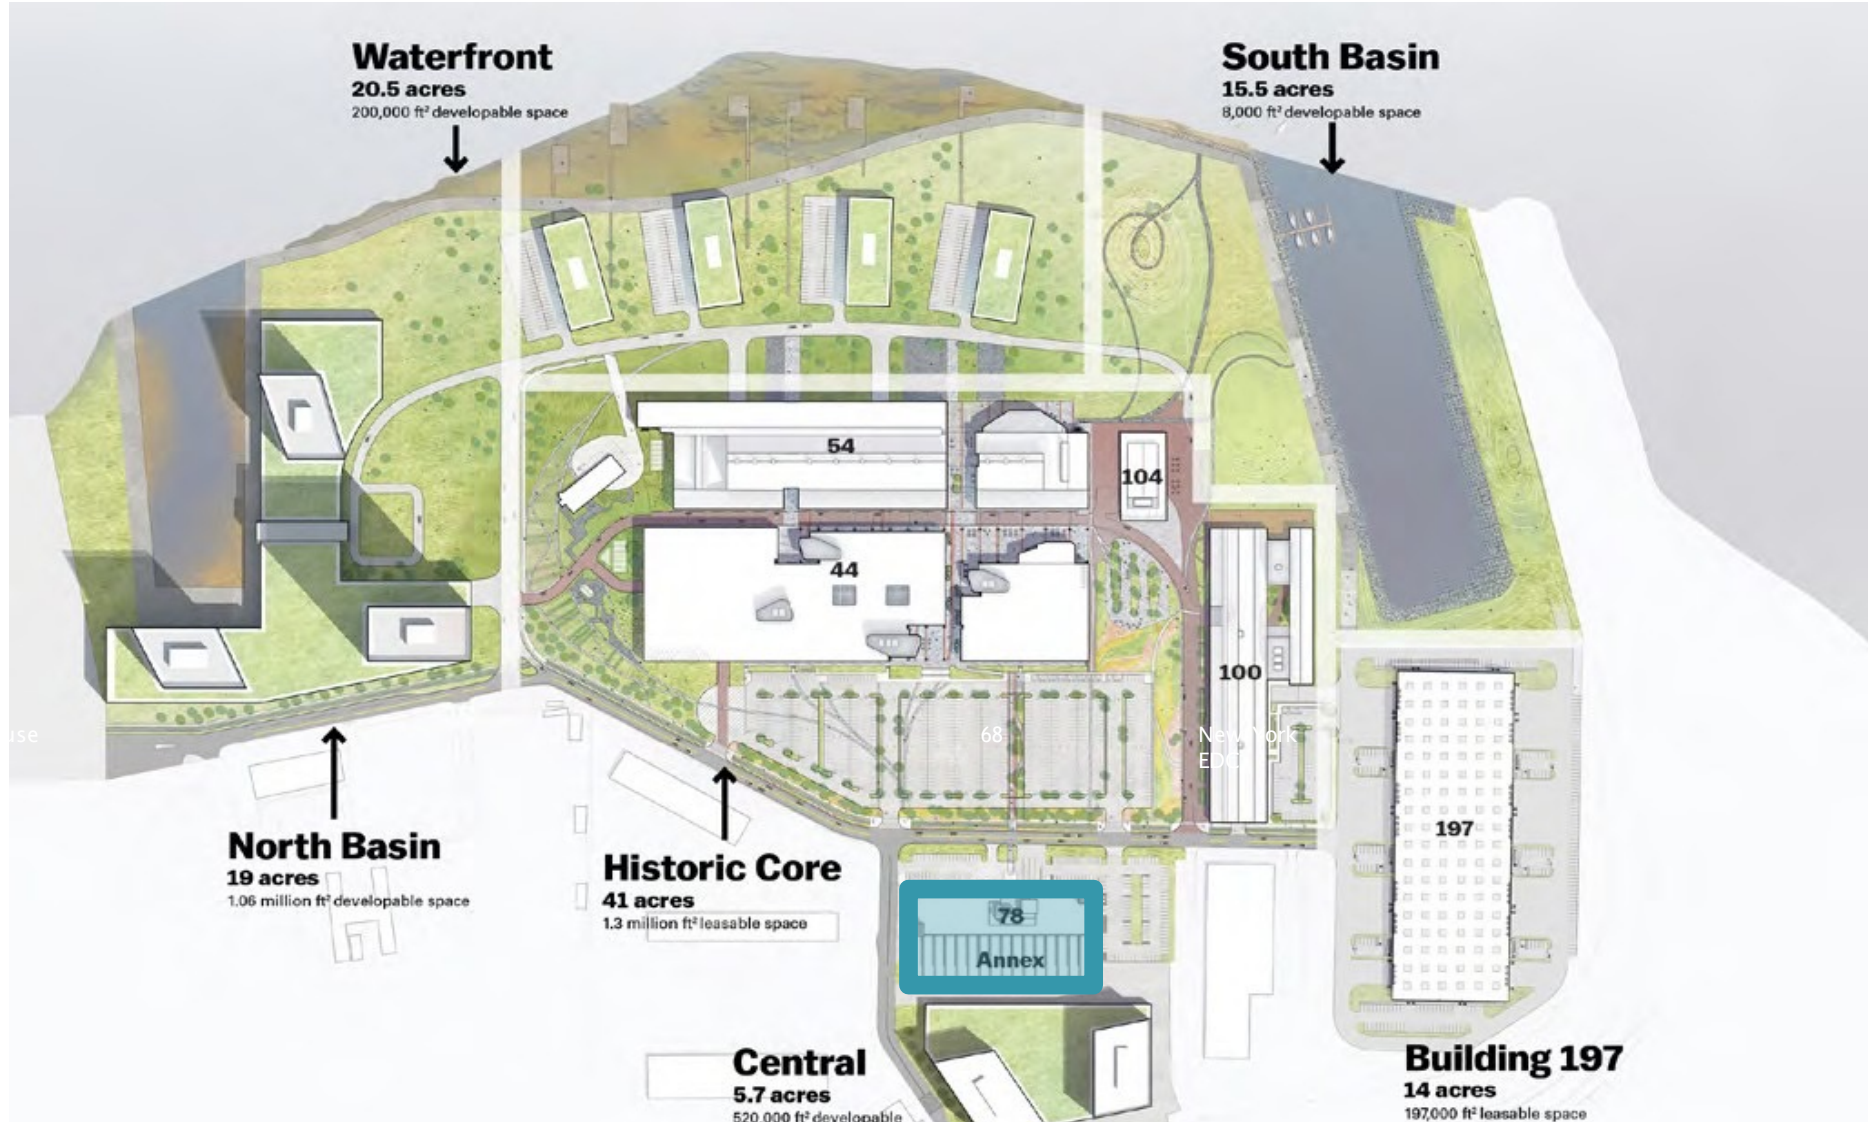 Waterfront
20.5 acres
200,000 ft² developable space
South Basin
15.5 acres
8,000 ft² developable space
54
104
44
100
68
New York
EDC
use
197
North Basin
19 acres
1.06 million ft² developable space
Historic Core
41 acres
1.3 million ft² leasable space
78
Annex
Central
5.7 acres
520,000 ft² developable
Building 197
14 acres
197,000 ft² leasable space